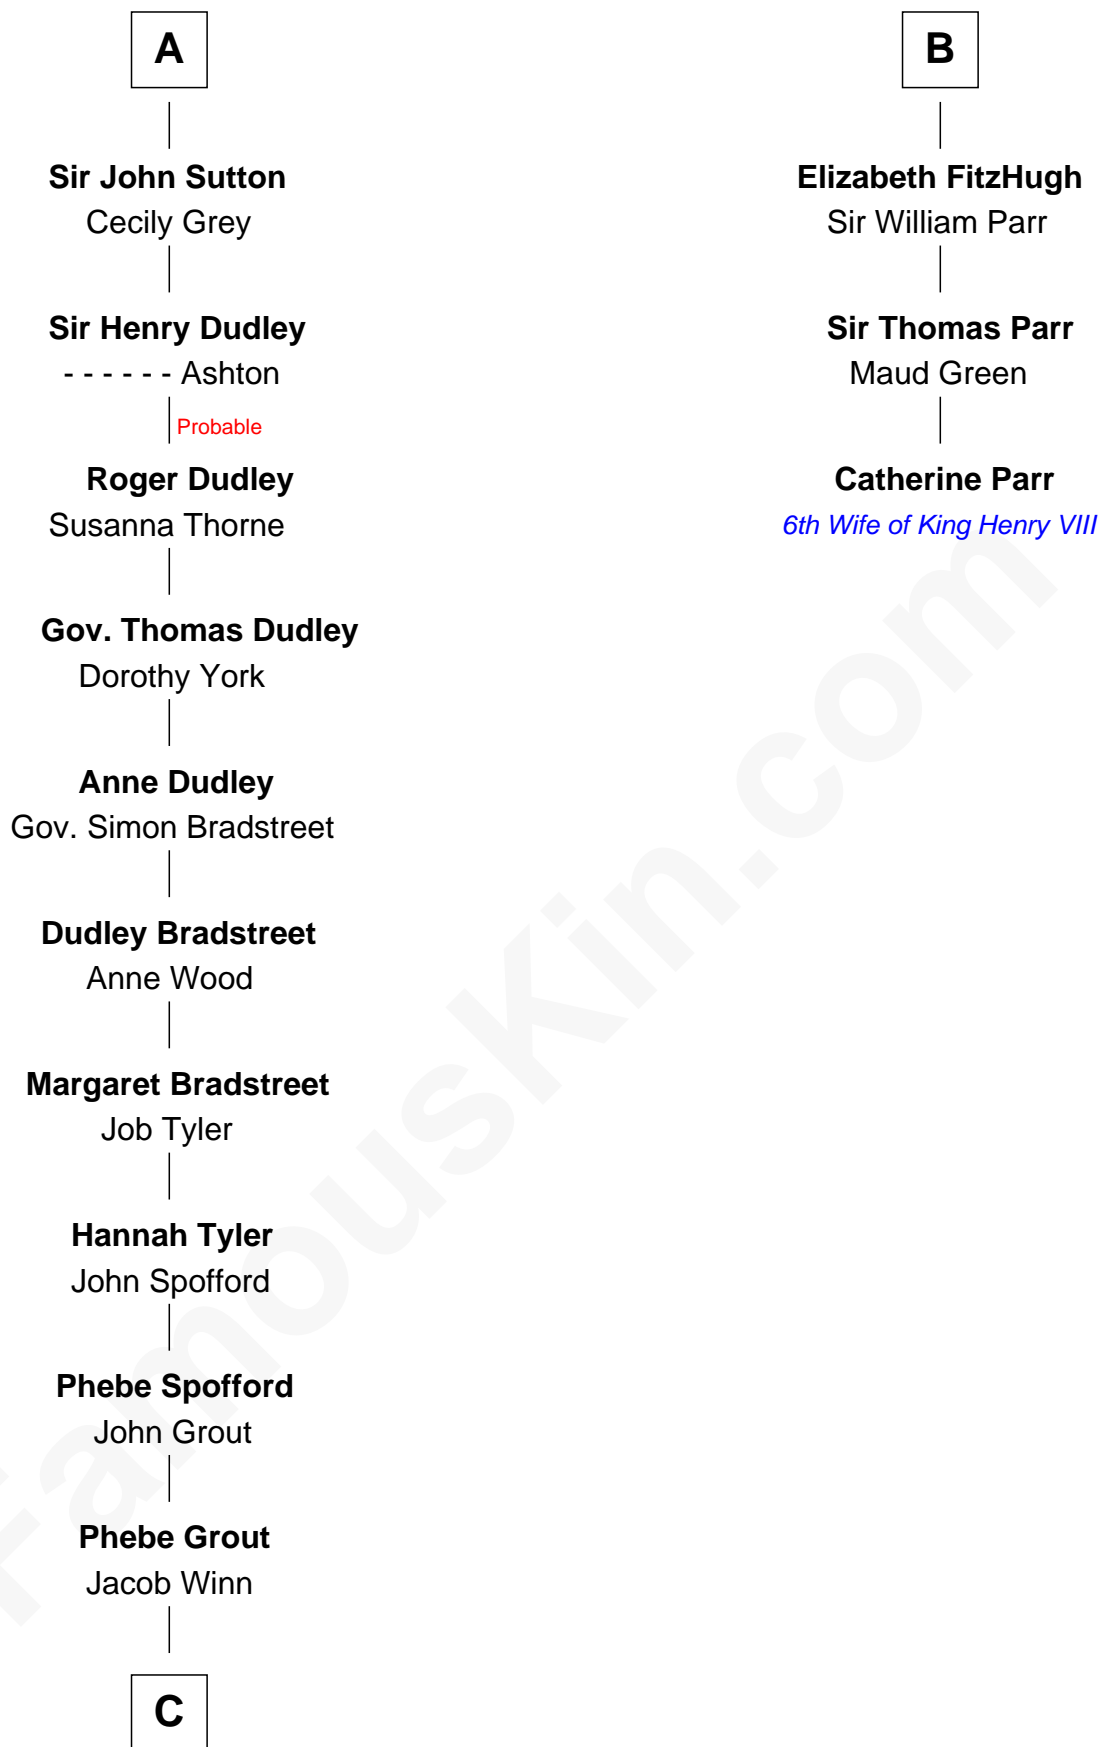 A
Sir John Sutton
Cecily Grey
Sir Henry Dudley
- - - - - - Ashton
Probable
Roger Dudley
Susanna Thorne
Gov. Thomas Dudley
Dorothy York
Anne Dudley
Gov. Simon Bradstreet
Dudley Bradstreet
Anne Wood
Margaret Bradstreet
Job Tyler
Hannah Tyler
John Spofford
Phebe Spofford
John Grout
Phebe Grout
Jacob Winn
C
B
Elizabeth FitzHugh
Sir William Parr
Sir Thomas Parr
Maud Green
Catherine Parr
6th Wife of King Henry VIII
FamousKin.com